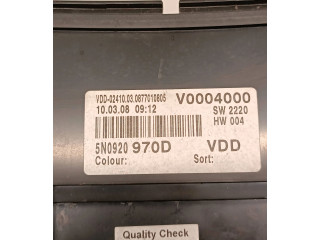 VDD-02410.03.0877010805 V0004000
10.03.08 09:12 SW 2220
HW 004
5N0920 970D VDD
Colour: Sort:
Quality Check